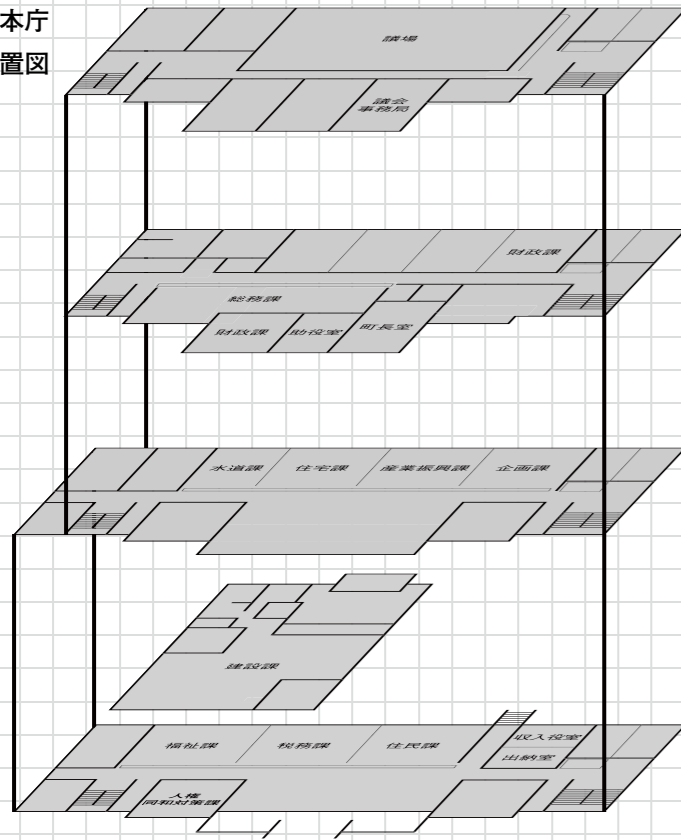 本庁
置図
議場
議会
事務局
財政課
総務課
財政課
助役室
町長室
水道課
住宅課
産業振興課
企画課
建設課
福祉課
税務課
住民課
収入役室
出納室
人権
同和対策課